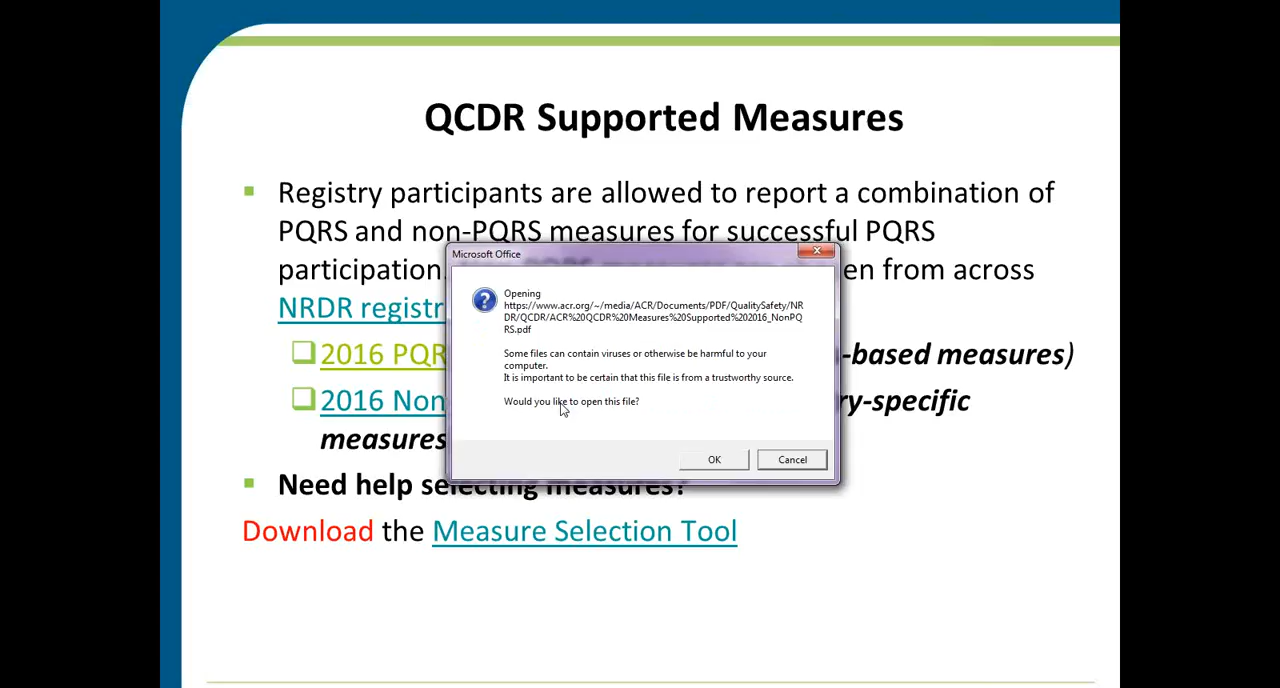 QCDR Supported Measures
Registry participants are allowed to report a combination of
PQRS and non-PQRS measures for successful PQRS
participation. en from across
NRDR registr
2016 PQR -based measures)
2016 Non ry-specific
measures
Need help selecting measures?
Download the Measure Selection Tool
Microsoft Office
Opening
https://www.acr.org/~/media/ACR/Documents/PDF/QualitySafety/NR
DR/QCDR/ACR%20QCDR%20Measures%20Supported%202016_NonPQ
RS.pdf
Some files can contain viruses or otherwise be harmful to your
computer.
It is important to be certain that this file is from a trustworthy source.
Would you like to open this file?
OK Cancel